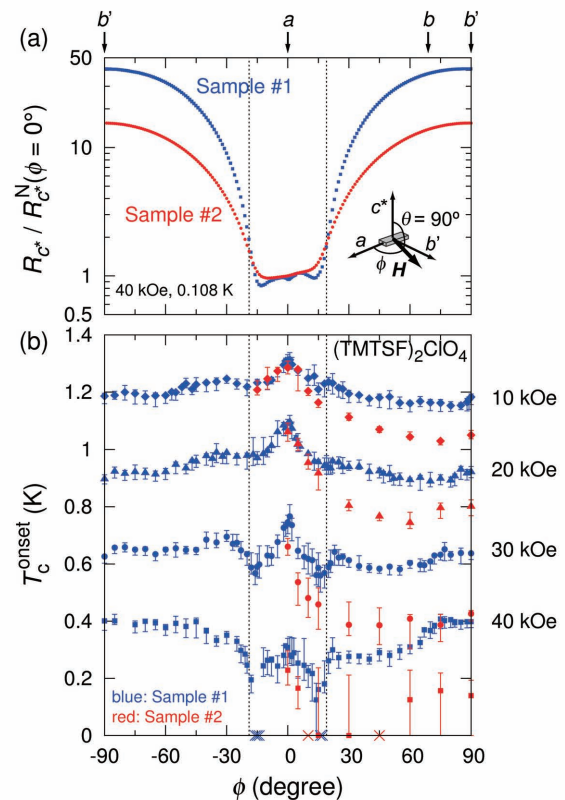 b’ a b b’
(a)
50
10
1
0.5
R_c* / R^N_c*(ϕ = 0°)
Sample #1
Sample #2
40 kOe, 0.108 K
c*
θ = 90º
a
b’
ϕ
H
(b)
(TMTSF)₂ClO₄
1.4
1.2
1
0.8
0.6
0.4
0.2
0
T_c^onset (K)
10 kOe
20 kOe
30 kOe
40 kOe
blue: Sample #1
red: Sample #2
-90 -60 -30 0 30 60 90
ϕ (degree)